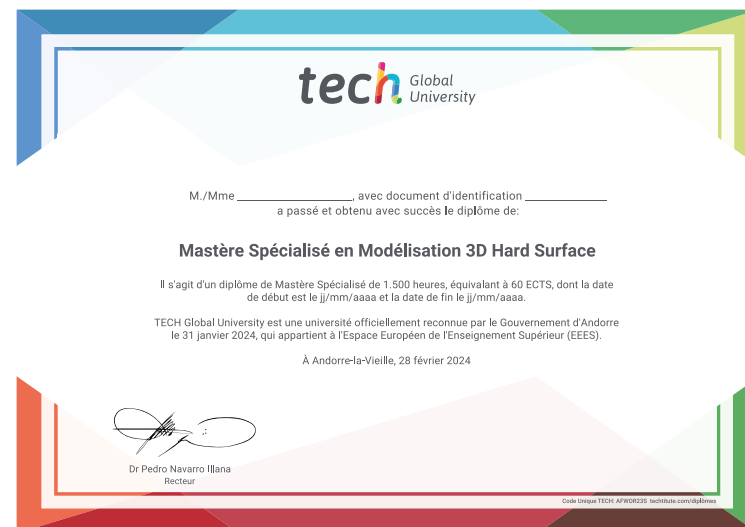 tech Global
University
M./Mme ____________________, avec document d'identification ______________
a passé et obtenu avec succès le diplôme de:
Mastère Spécialisé en Modélisation 3D Hard Surface
Il s'agit d'un diplôme de Mastère Spécialisé de 1.500 heures, équivalant à 60 ECTS, dont la date
de début est le jj/mm/aaaa et la date de fin le jj/mm/aaaa.
TECH Global University est une université officiellement reconnue par le Gouvernement d'Andorre
le 31 janvier 2024, qui appartient à l'Espace Européen de l'Enseignement Supérieur (EEES).
À Andorre-la-Vieille, 28 février 2024
Dr Pedro Navarro Illana
Recteur
Code Unique TECH: AFWOR23S techtitute.com/diplômes